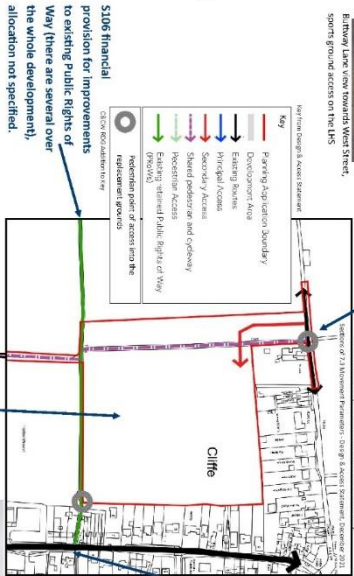 Buttway Lane view towards West Street,
sports ground access on the LHS
Key from Design & Access Statement
Sections of 7.3 Movement Parameters - Design & Access Statement, December 2021
Key
Planning Application Boundary
Development Area
Existing Routes
Principal Access
Secondary Access
Shared pedestrian and cycleway
Pedestrian Access
Existing retained Public Rights of Way
(PRoWs)
Pedestrian point of access into the
replacement grounds
S106 financial
provision for improvements
to existing Public Rights of
Way (there are several over
the whole development),
allocation not specified.
Cliffe